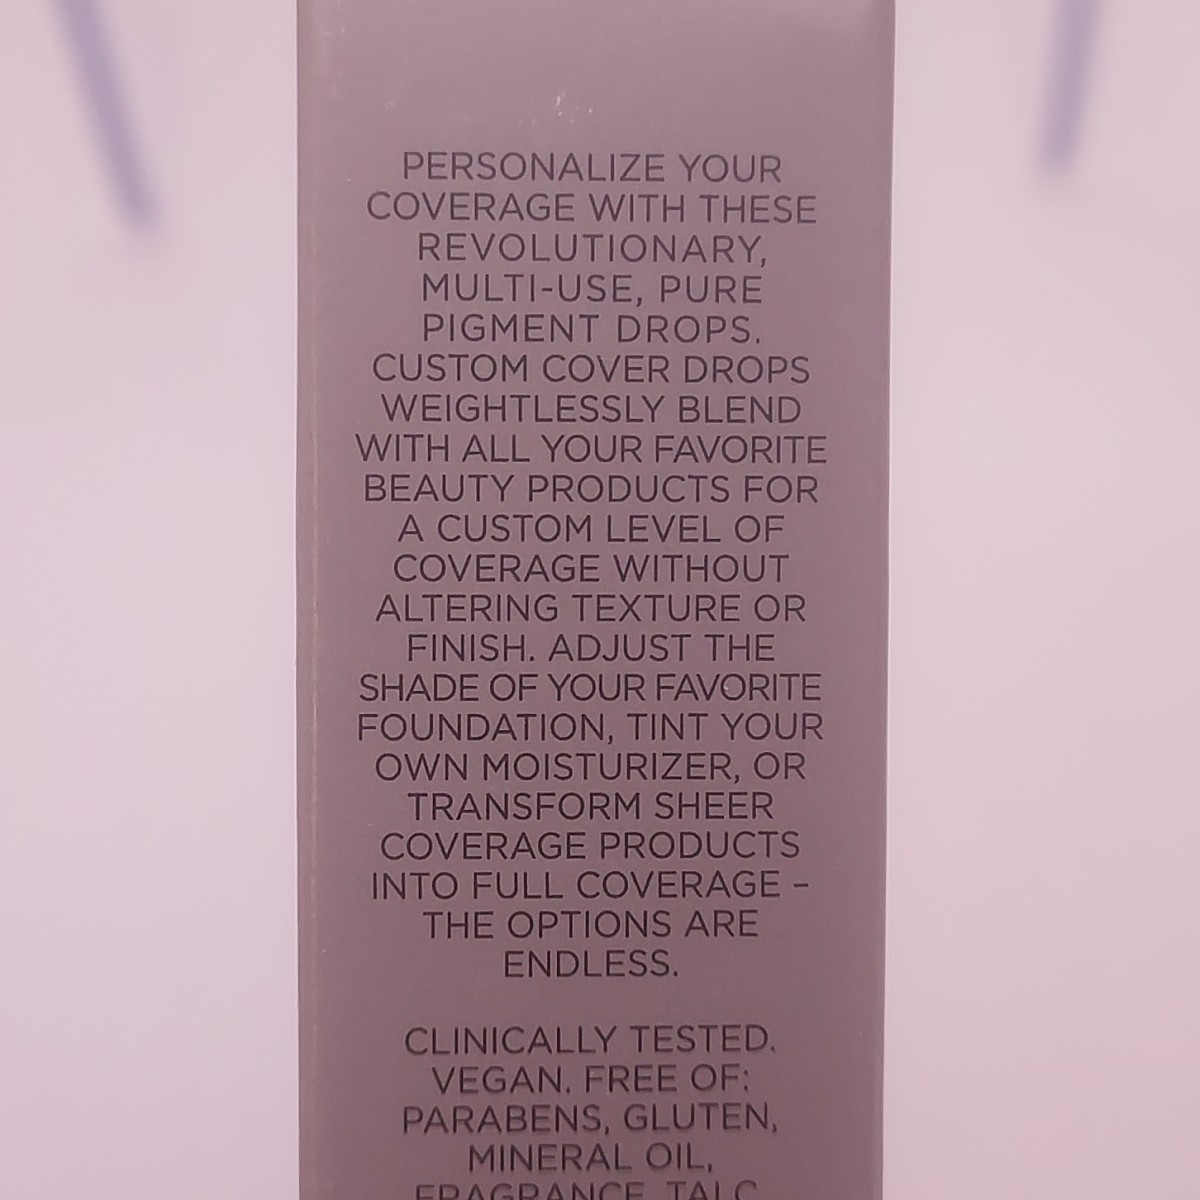 PERSONALIZE YOUR
COVERAGE WITH THESE
REVOLUTIONARY,
MULTI-USE, PURE
PIGMENT DROPS.
CUSTOM COVER DROPS
WEIGHTLESSLY BLEND
WITH ALL YOUR FAVORITE
BEAUTY PRODUCTS FOR
A CUSTOM LEVEL OF
COVERAGE WITHOUT
ALTERING TEXTURE OR
FINISH. ADJUST THE
SHADE OF YOUR FAVORITE
FOUNDATION, TINT YOUR
OWN MOISTURIZER, OR
TRANSFORM SHEER
COVERAGE PRODUCTS
INTO FULL COVERAGE –
THE OPTIONS ARE
ENDLESS.
CLINICALLY TESTED.
VEGAN. FREE OF:
PARABENS, GLUTEN,
MINERAL OIL,
FRAGRANCE, TALC